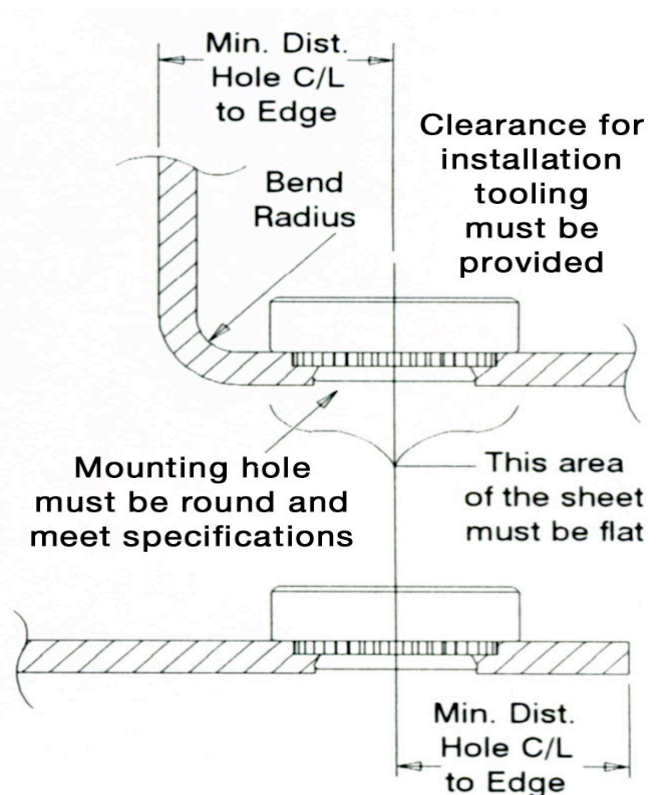 Min. Dist.
Hole C/L
to Edge
Clearance for
installation
tooling
must be
provided
Bend
Radius
Mounting hole
must be round and
meet specifications
This area
of the sheet
must be flat
Min. Dist.
Hole C/L
to Edge